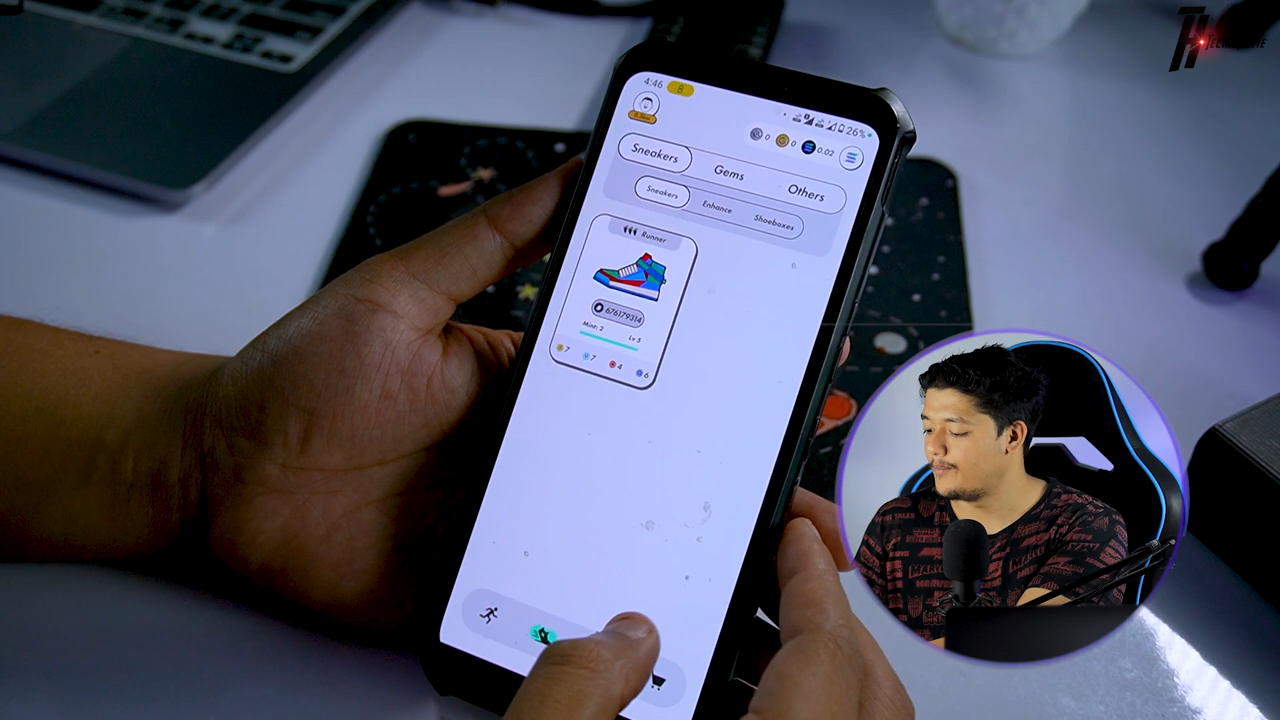 4:46
26%
0 0 0.02
Sneakers Gems Others
Sneakers Enhance Shoeboxes
Runner
676179314
Mint: 2 Lv 5
7 7 4 6
MARVEL